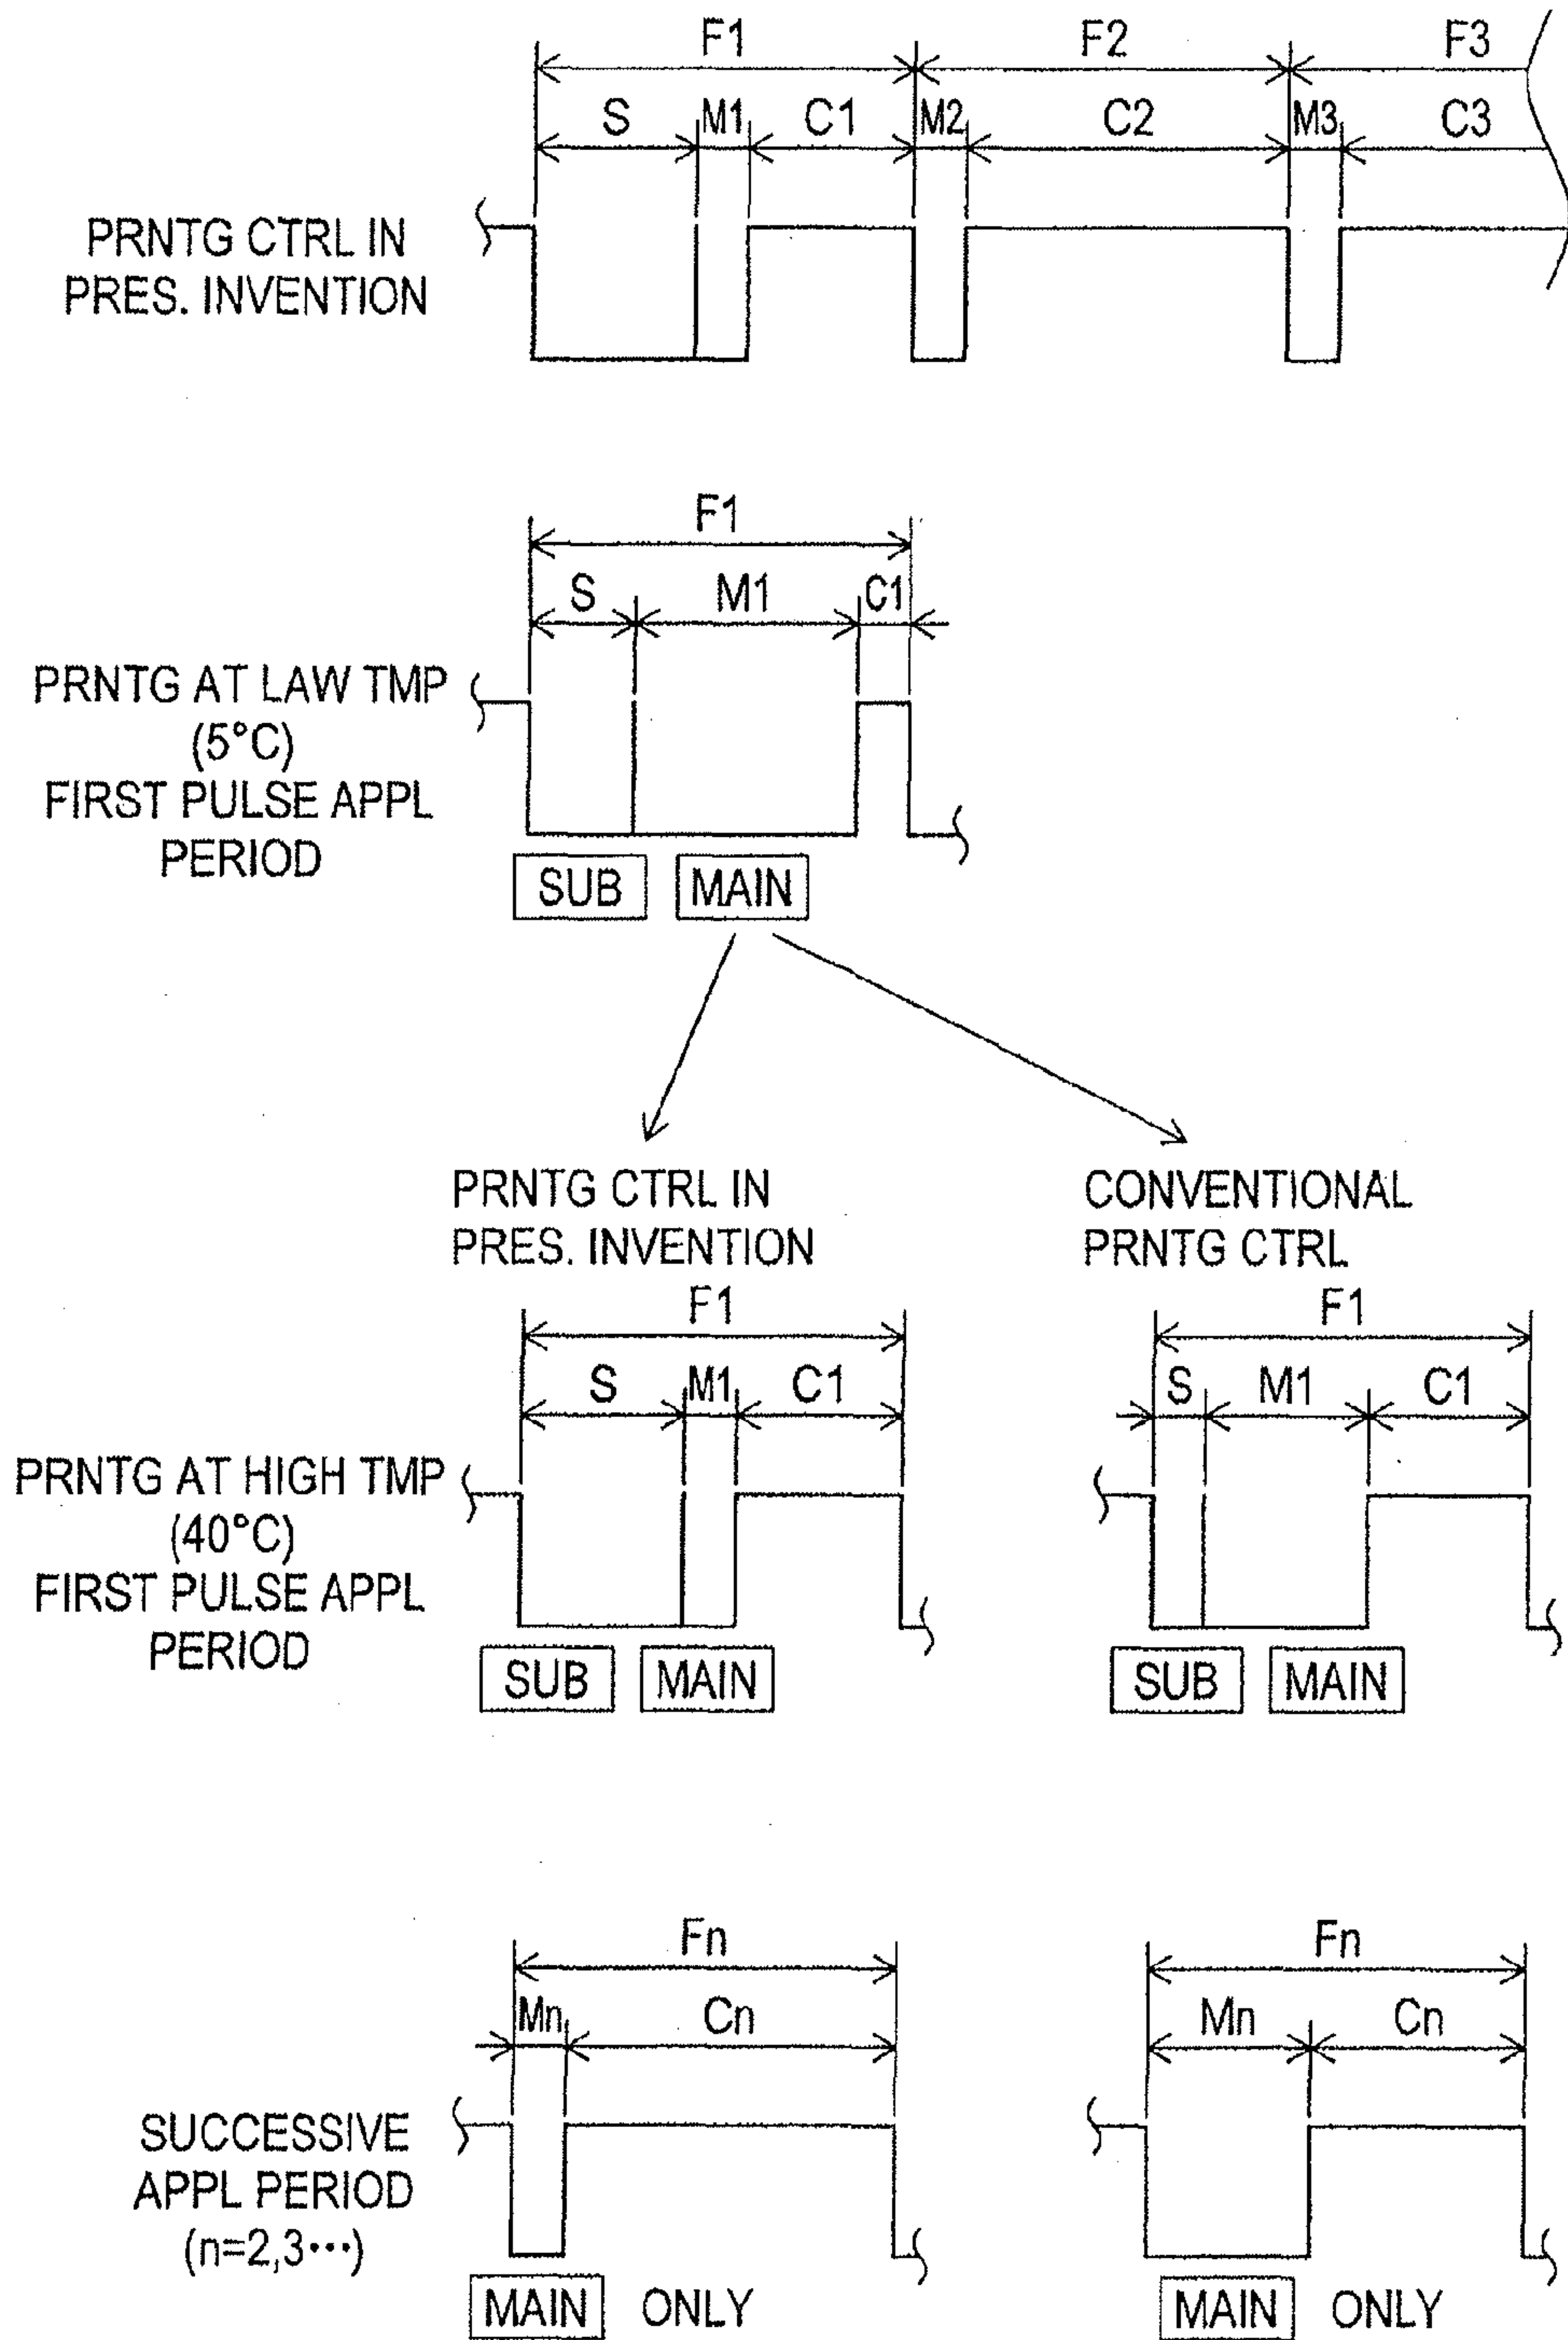 F1 F2 F3
S M1 C1 M2 C2 M3 C3
PRNTG CTRL IN
PRES. INVENTION
F1
S M1 C1
PRNTG AT LAW TMP
(5°C)
FIRST PULSE APPL
PERIOD
SUB MAIN
PRNTG CTRL IN
PRES. INVENTION
CONVENTIONAL
PRNTG CTRL
F1 F1
S M1 C1 S M1 C1
PRNTG AT HIGH TMP
(40°C)
FIRST PULSE APPL
PERIOD
SUB MAIN SUB MAIN
Fn Fn
Mn Cn Mn Cn
SUCCESSIVE
APPL PERIOD
(n=2,3···)
MAIN ONLY MAIN ONLY